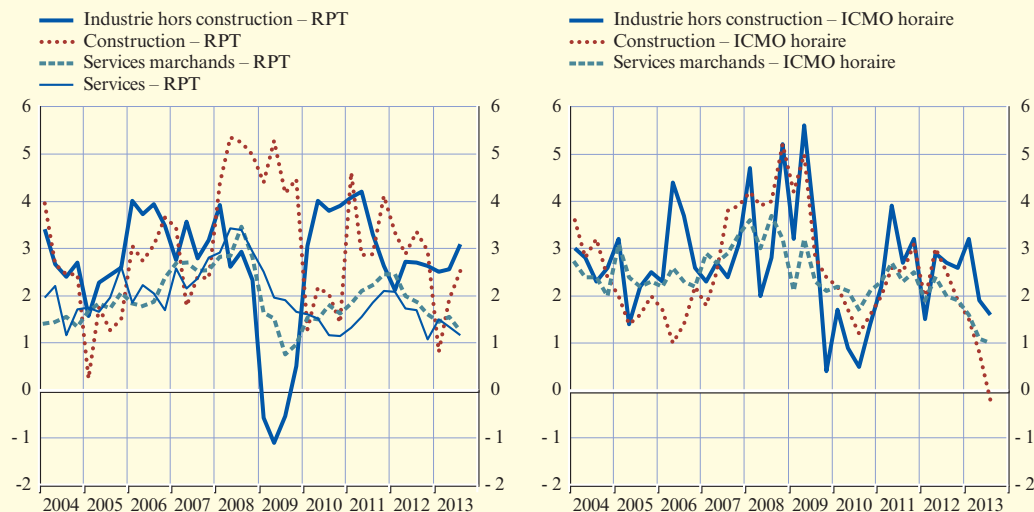 Industrie hors construction – RPT
Construction – RPT
Services marchands – RPT
Services – RPT
6 6
5 5
4 4
3 3
2 2
1 1
0 0
- 1 - 1
-2 - 2
2004 2005 2006 2007 2008 2009 2010 2011 2012 2013
Industrie hors construction – ICMO horaire
Construction – ICMO horaire
Services marchands – ICMO horaire
6 6
5 5
4 4
3 3
2 2
1 1
0 0
- 1 - 1
- 2 - 2
2004 2005 2006 2007 2008 2009 2010 2011 2012 2013